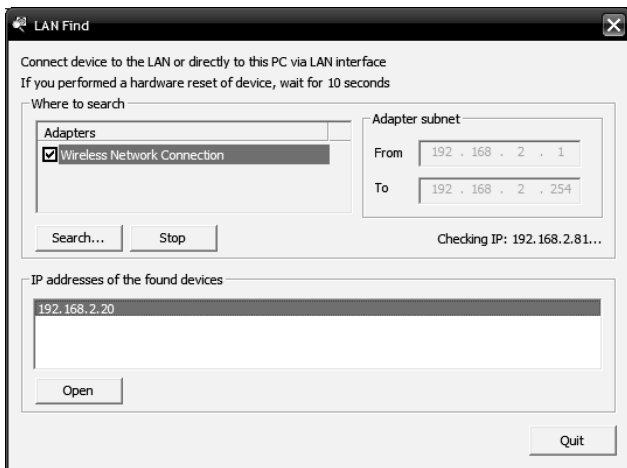 LAN Find
Connect device to the LAN or directly to this PC via LAN interface
If you performed a hardware reset of device, wait for 10 seconds
Where to search
Adapters
Wireless Network Connection
Adapter subnet
From 192 . 168 . 2 . 1
To 192 . 168 . 2 . 254
Search... Stop Checking IP: 192.168.2.81...
IP addresses of the found devices
192.168.2.20
Open
Quit